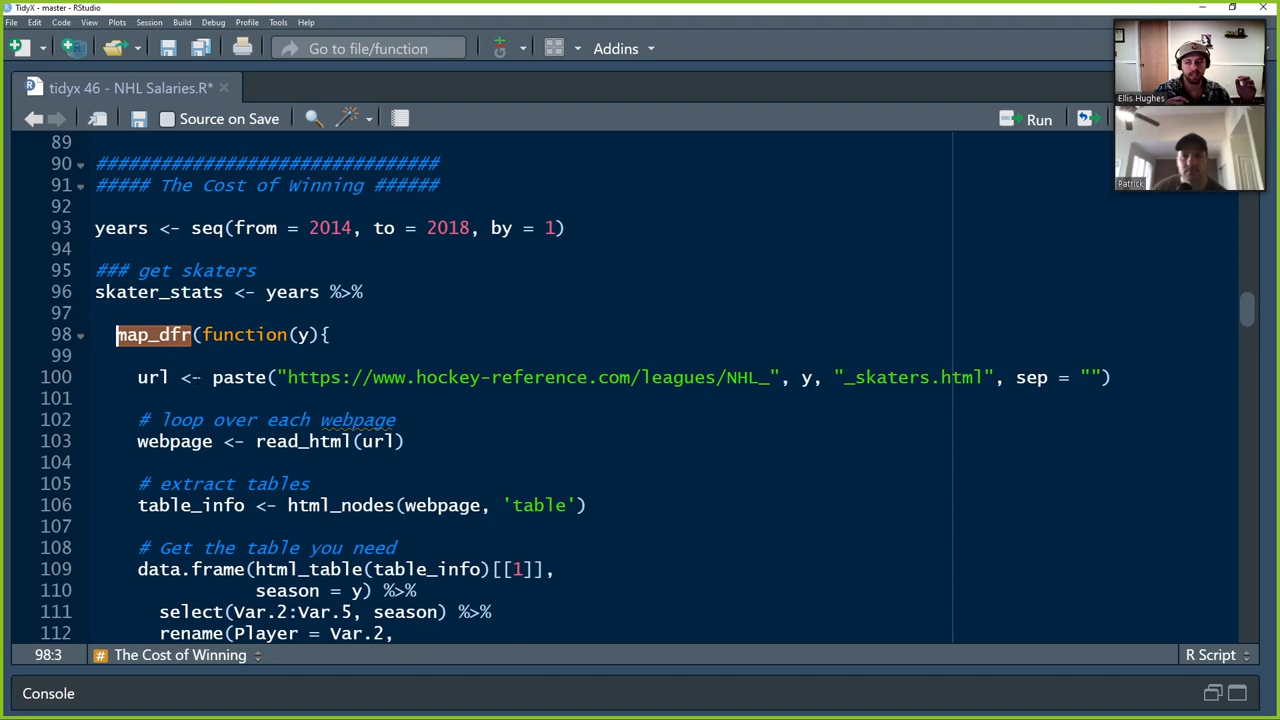 TidyX - master - RStudio
File Edit Code View Plots Session Build Debug Profile Tools Help
Go to file/function
Addins
tidyx 46 - NHL Salaries.R*
Source on Save
Run
Ellis Hughes
Patrick
89
90 ################################
91 ##### The Cost of Winning ######
92
93 years <- seq(from = 2014, to = 2018, by = 1)
94
95 ### get skaters
96 skater_stats <- years %>%
97
98 map_dfr(function(y){
99
100 url <- paste("https://www.hockey-reference.com/leagues/NHL_", y, "_skaters.html", sep = "")
101
102 # loop over each webpage
103 webpage <- read_html(url)
104
105 # extract tables
106 table_info <- html_nodes(webpage, 'table')
107
108 # Get the table you need
109 data.frame(html_table(table_info)[[1]],
110 season = y) %>%
111 select(Var.2:Var.5, season) %>%
112 rename(Player = Var.2,
98:3 # The Cost of Winning R Script
Console